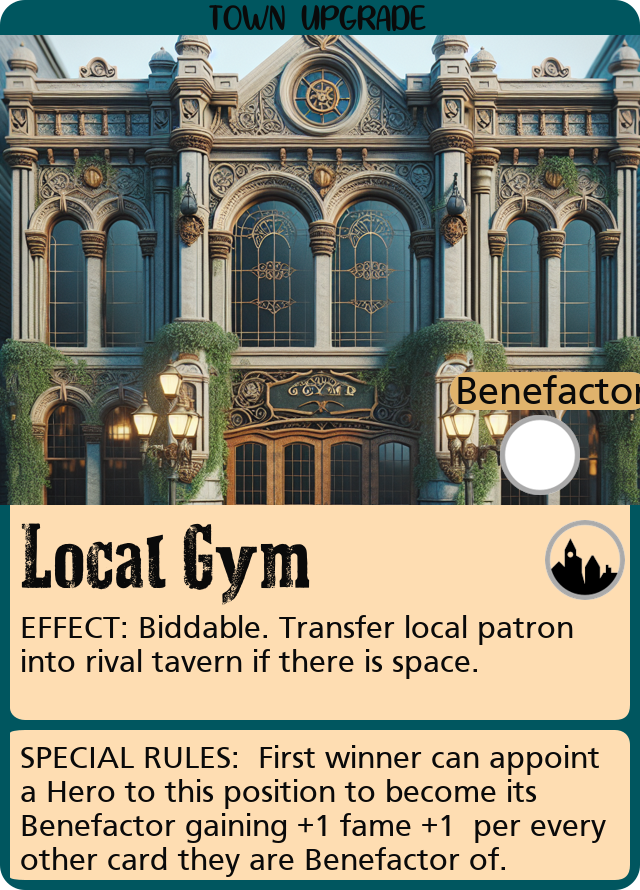 TOWN UPGRADE
Benefactor
Local Gym
EFFECT: Biddable. Transfer local patron
into rival tavern if there is space.
SPECIAL RULES:  First winner can appoint
a Hero to this position to become its
Benefactor gaining +1 fame +1  per every
other card they are Benefactor of.